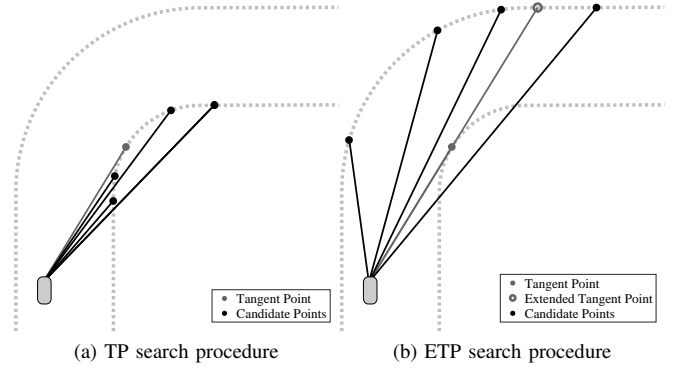 Tangent Point
Candidate Points
Tangent Point
Extended Tangent Point
Candidate Points
(a) TP search procedure
(b) ETP search procedure